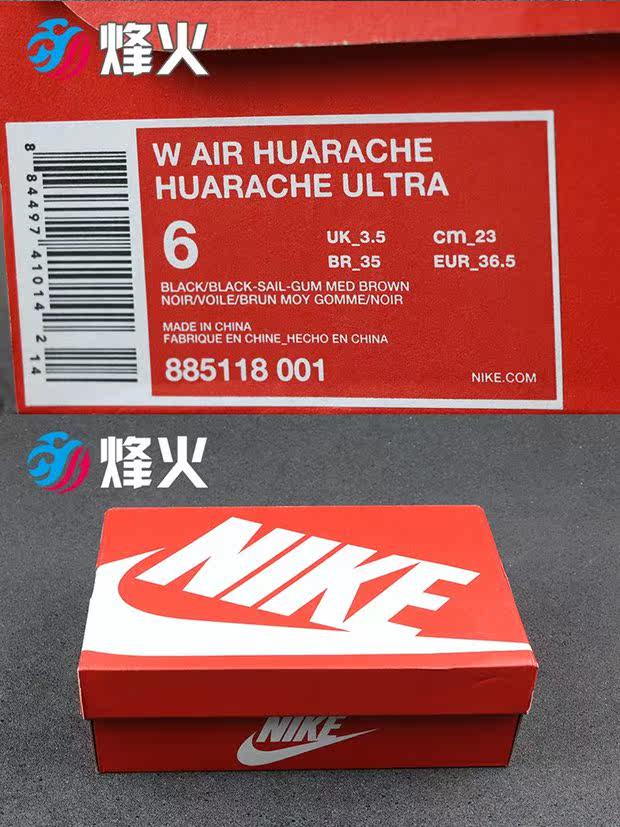 烽火
W AIR HUARACHE
HUARACHE ULTRA
6
UK_3.5
cm_23
BR_35
EUR_36.5
BLACK/BLACK-SAIL-GUM MED BROWN
NOIR/VOILE/BRUN MOY GOMME/NOIR
MADE IN CHINA
FABRIQUE EN CHINE_HECHO EN CHINA
885118 001
NIKE.COM
8 84497 41014 2 14
烽火
NIKE
NIKE